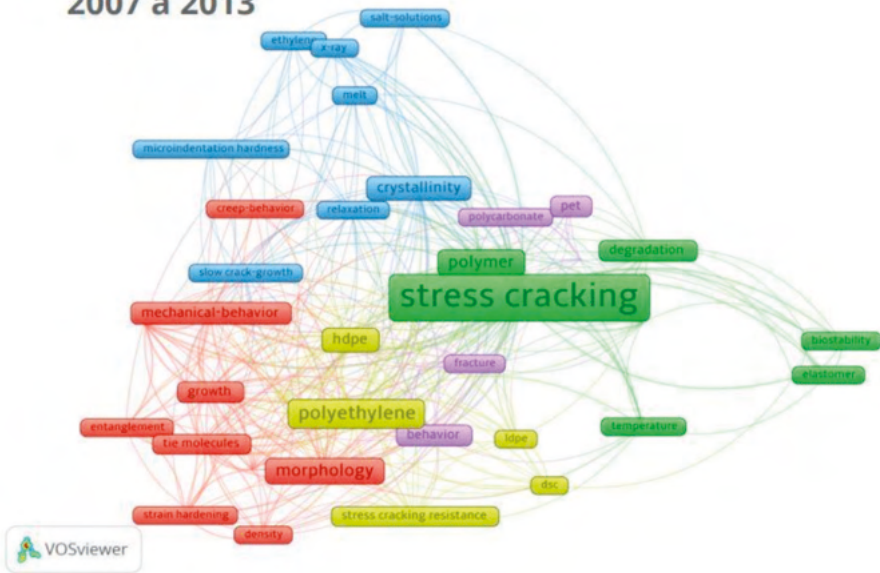 2007 a 2013
salt-solutions
ethylene
x-ray
melt
microindentation hardness
crystallinity
creep-behavior
relaxation
pet
polycarbonate
degradation
polymer
slow crack-growth
stress cracking
mechanical-behavior
hdpe
biostability
fracture
elastomer
growth
polyethylene
entanglement
temperature
behavior
ldpe
tie molecules
morphology
dsc
strain hardening
stress cracking resistance
density
VOSviewer